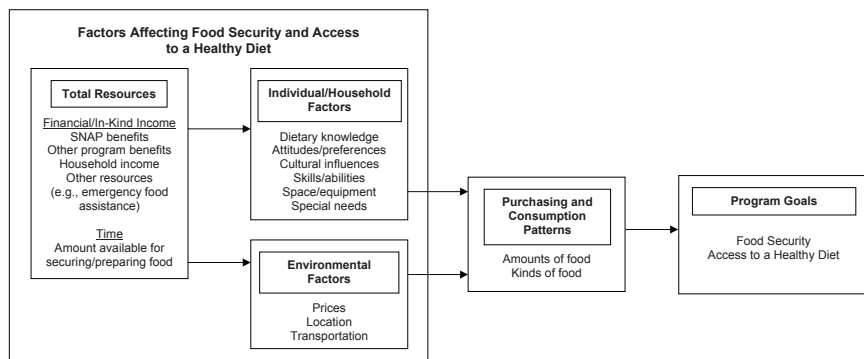 Factors Affecting Food Security and Access
to a Healthy Diet
Total Resources
Financial/In-Kind Income
SNAP benefits
Other program benefits
Household income
Other resources
(e.g., emergency food
assistance)
Time
Amount available for
securing/preparing food
Individual/Household
Factors
Dietary knowledge
Attitudes/preferences
Cultural influences
Skills/abilities
Space/equipment
Special needs
Environmental
Factors
Prices
Location
Transportation
Purchasing and
Consumption
Patterns
Amounts of food
Kinds of food
Program Goals
Food Security
Access to a Healthy Diet